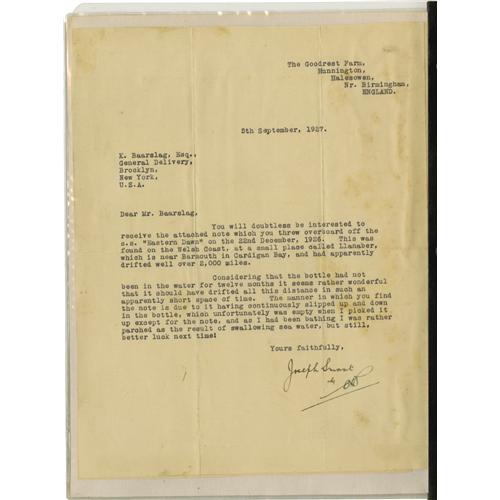 The Goodrest Farm,
Hunnington,
Halesowen,
Nr. Birmingham,
ENGLAND.
5th September, 1927.
K. Baarslag, Esq.,
General Delivery,
Brooklyn,
New York,
U.S.A.
Dear Mr. Baarslag,
You will doubtless be interested to
receive the attached note which you threw overboard off the
s.s. "Eastern Dawn" on the 22nd December, 1926. This was
found on the Welsh Coast, at a small place called Llanaber,
which is near Barmouth in Cardigan Bay, and had apparently
drifted well over 2,000 miles.
Considering that the bottle had not
been in the water for twelve months it seems rather wonderful
that it should have drifted all this distance in such an
apparently short space of time. The manner in which you find
the note is due to it having continuously slipped up and down
in the bottle, which unfortunately was empty when I picked it
up except for the note, and as I had been bathing I was rather
parched as the result of swallowing sea water, but still,
better luck next time!
Yours faithfully,
Joseph